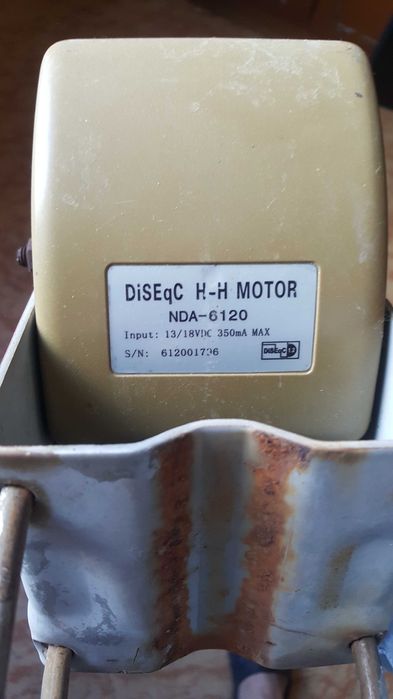 DiSEqC H-H MOTOR
NDA-6120
Input: 13/18VDC 350mA MAX
S/N: 612001736
DiSEqC